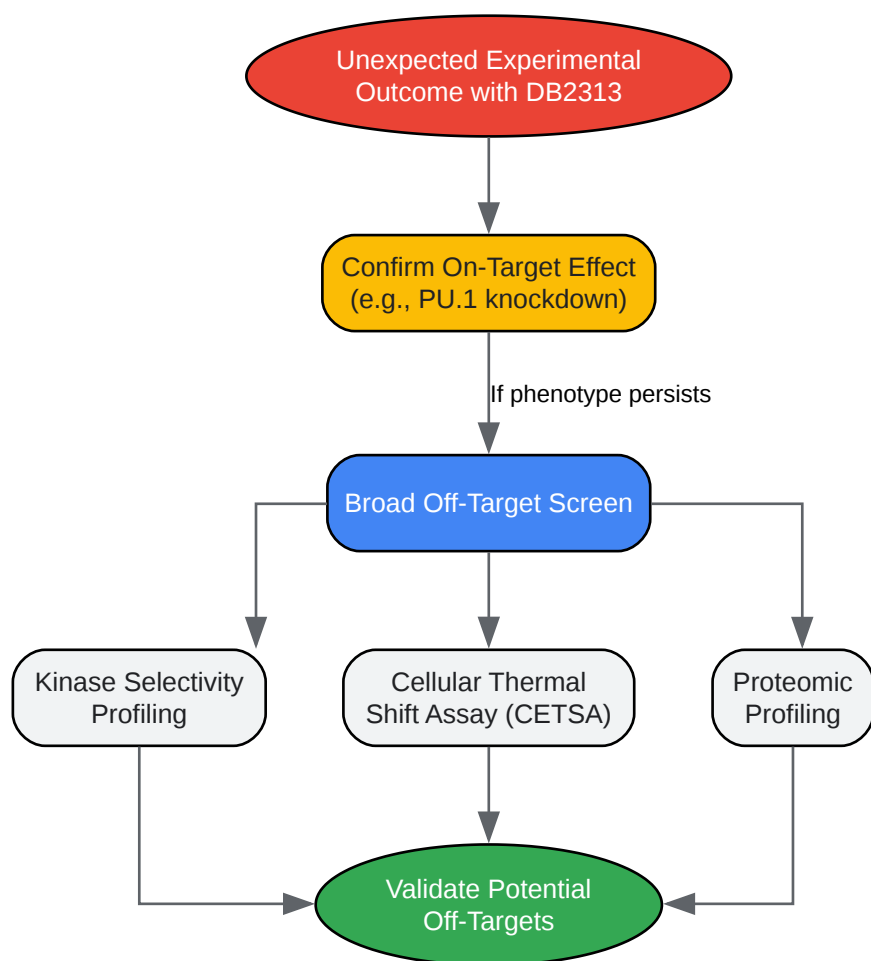 Unexpected Experimental
Outcome with DB2313
Confirm On-Target Effect
(e.g., PU.1 knockdown)
If phenotype persists
Broad Off-Target Screen
Kinase Selectivity
Profiling
Cellular Thermal
Shift Assay (CETSA)
Proteomic
Profiling
Validate Potential
Off-Targets